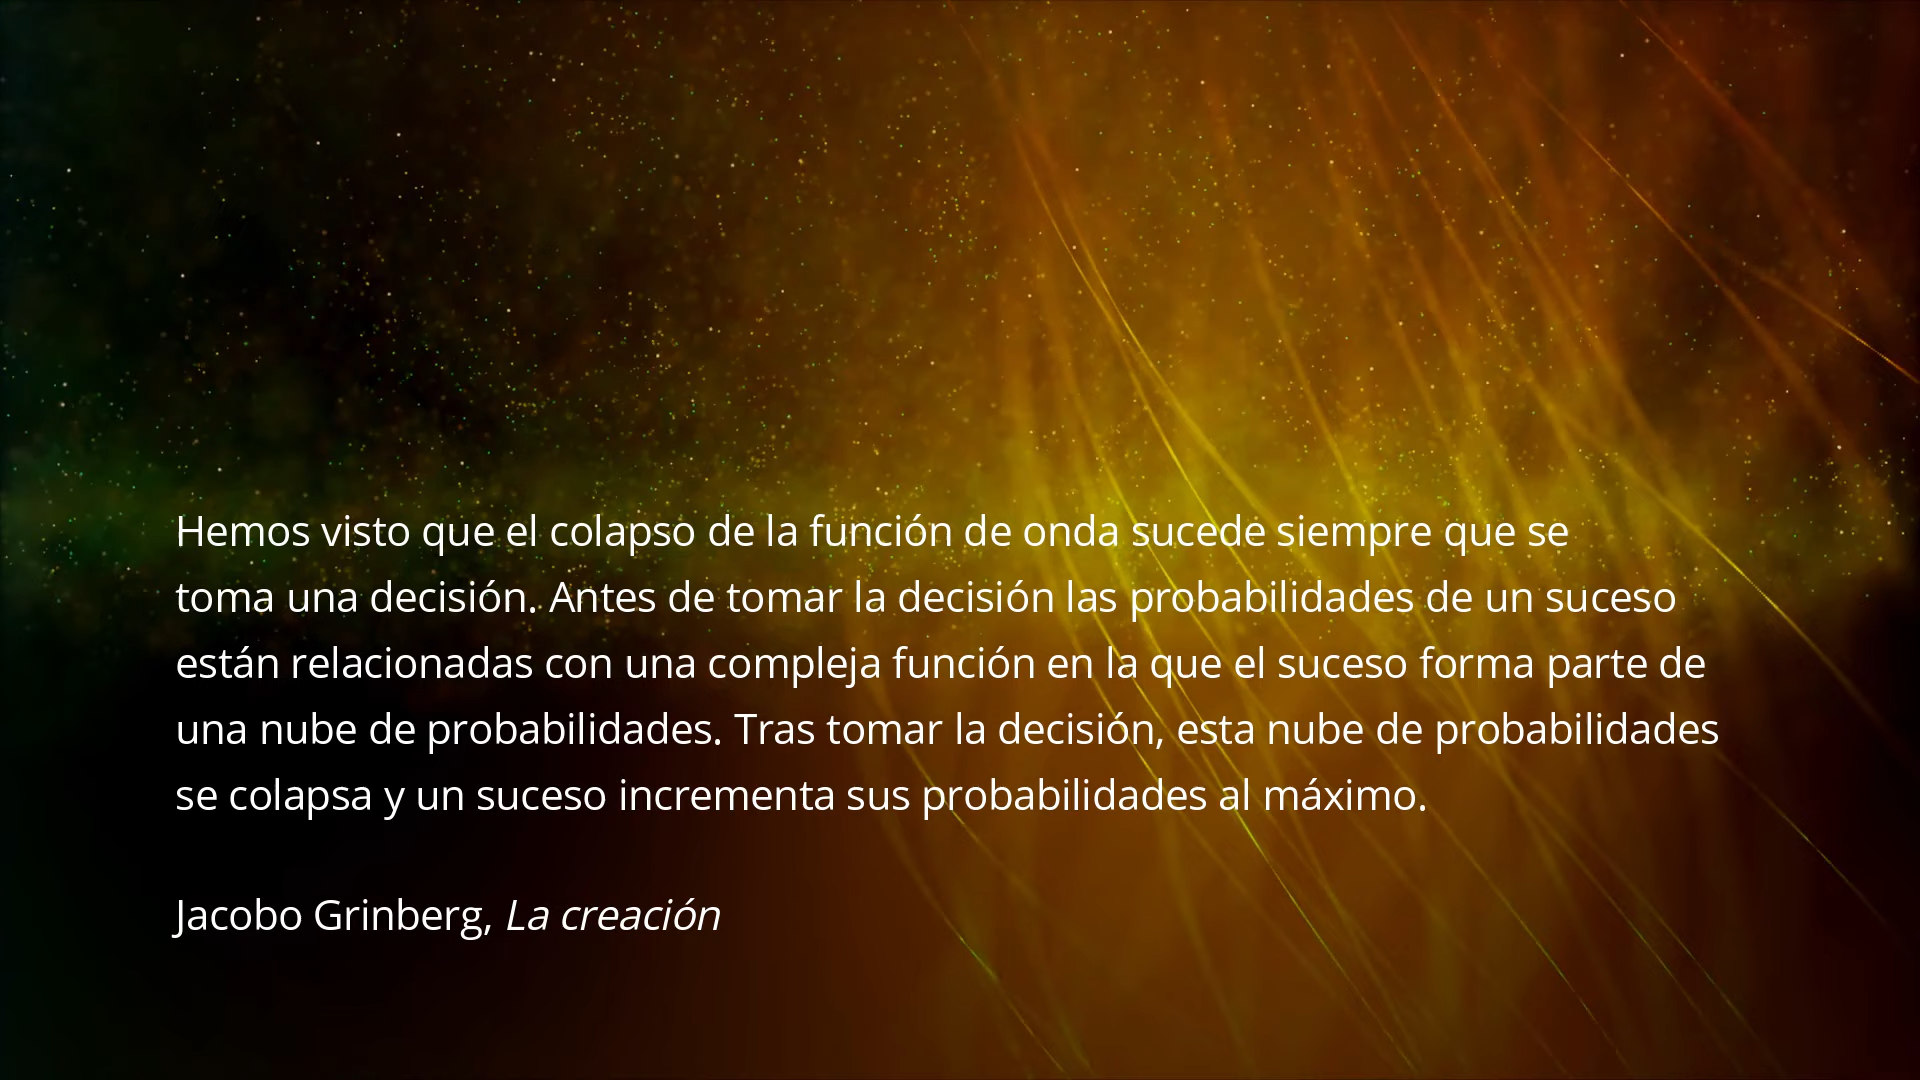 Hemos visto que el colapso de la función de onda sucede siempre que se
toma una decisión. Antes de tomar la decisión las probabilidades de un suceso
están relacionadas con una compleja función en la que el suceso forma parte de
una nube de probabilidades. Tras tomar la decisión, esta nube de probabilidades
se colapsa y un suceso incrementa sus probabilidades al máximo.
Jacobo Grinberg, La creación